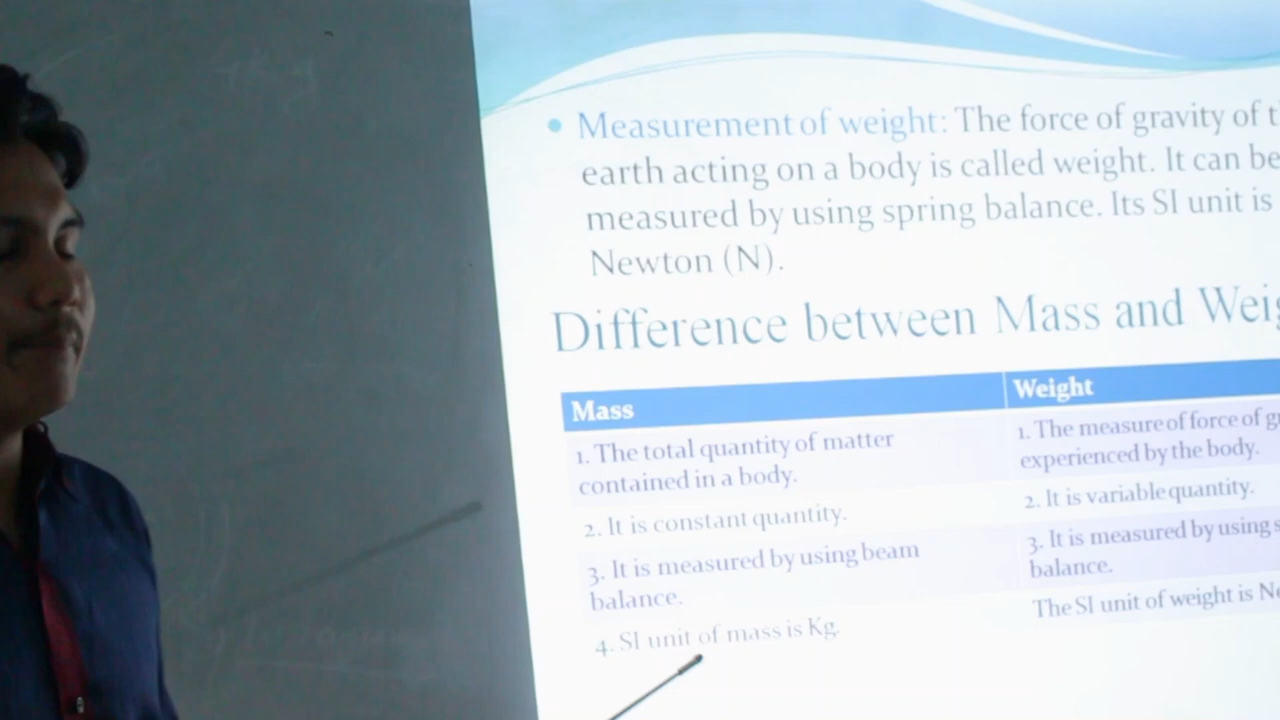 Measurement of weight: The force of gravity of
earth acting on a body is called weight. It can be
measured by using spring balance. Its SI unit is
Newton (N).
Difference between Mass and
Mass
Weight
1. The total quantity of matter
contained in a body.
1. The measure of force of
experienced by the body.
2. It is constant quantity.
2. It is variable quantity.
3. It is measured by using beam
balance.
3. It is measured by using
balance.
4. SI unit of mass is Kg.
The SI unit of weight is